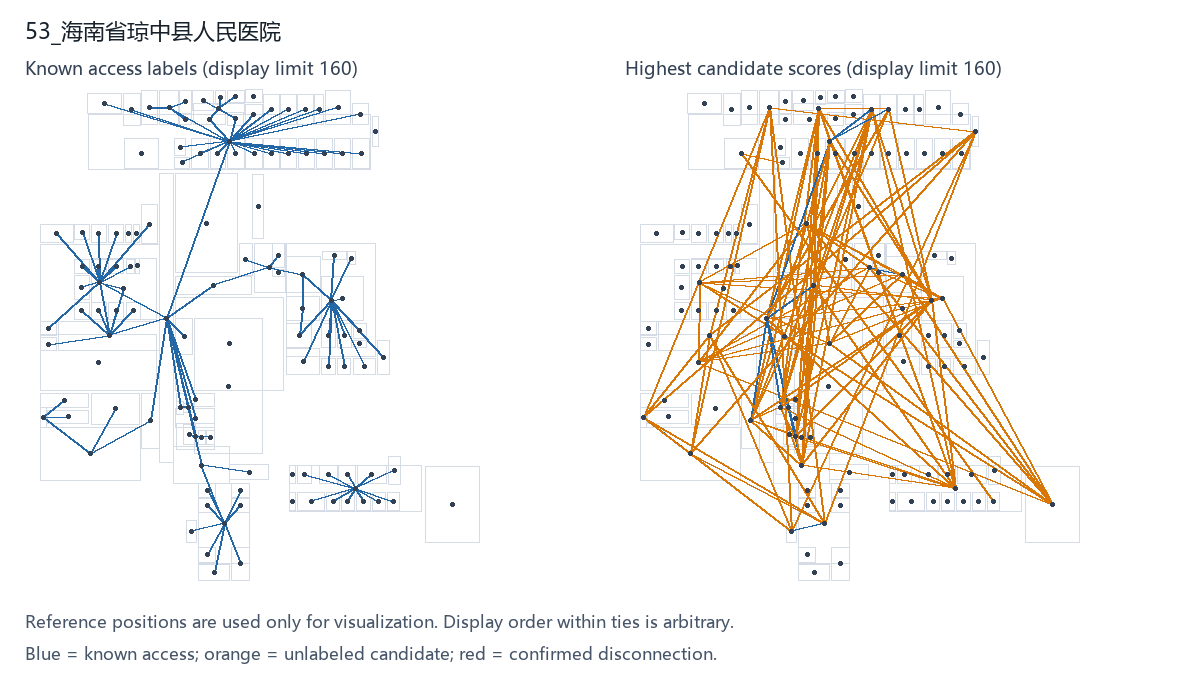 53_海南省琼中县人民医院
Known access labels (display limit 160)
Highest candidate scores (display limit 160)
Reference positions are used only for visualization. Display order within ties is arbitrary.
Blue = known access; orange = unlabeled candidate; red = confirmed disconnection.